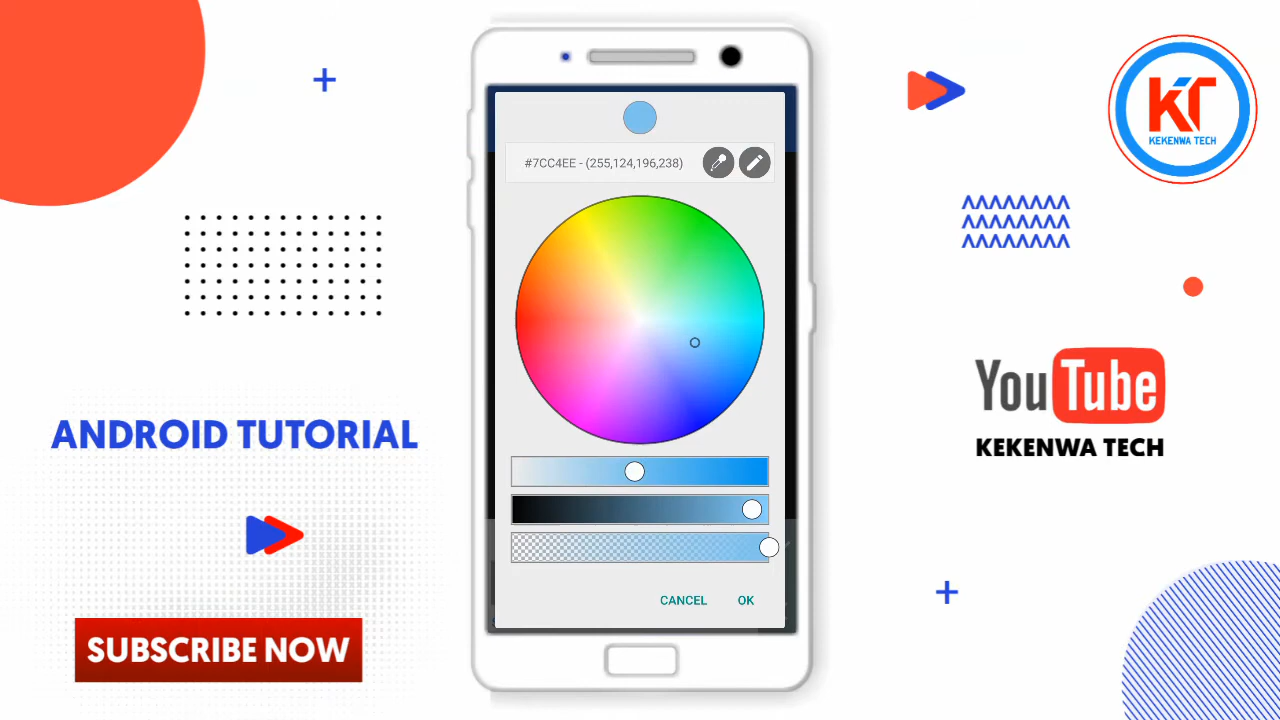 KT
KEKENWA TECH
#7CC4EE - (255,124,196,238)
YouTube
KEKENWA TECH
ANDROID TUTORIAL
CANCEL OK
SUBSCRIBE NOW